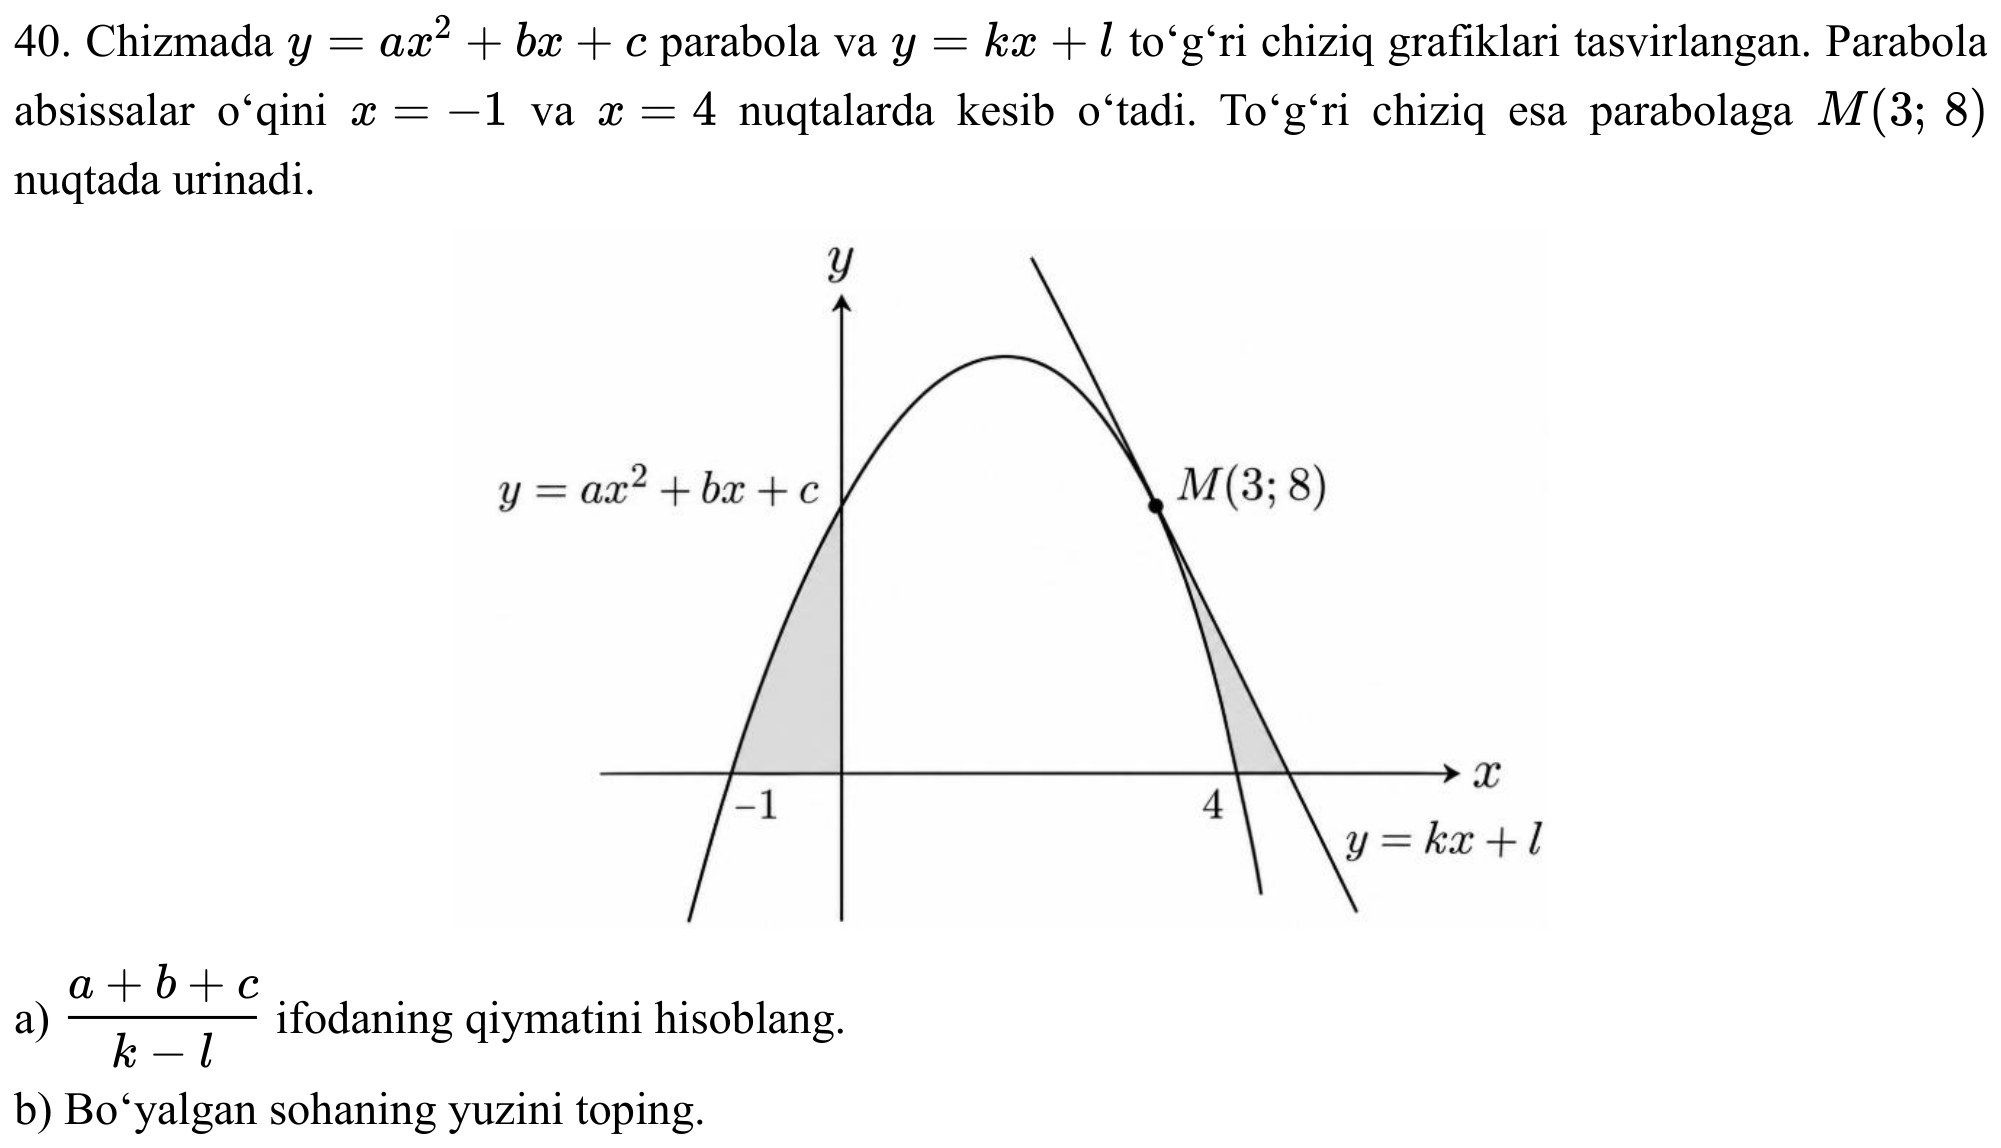 40. Chizmada y = ax² + bx + c parabola va y = kx + l to‘g‘ri chiziq grafiklari tasvirlangan. Parabola
absissalar o‘qini x = −1 va x = 4 nuqtalarda kesib o‘tadi. To‘g‘ri chiziq esa parabolaga M(3; 8)
nuqtada urinadi.
y
y = ax² + bx + c
M(3; 8)
x
−1
4
y = kx + l
a) (a + b + c)/(k − l) ifodaning qiymatini hisoblang.
b) Bo‘yalgan sohaning yuzini toping.